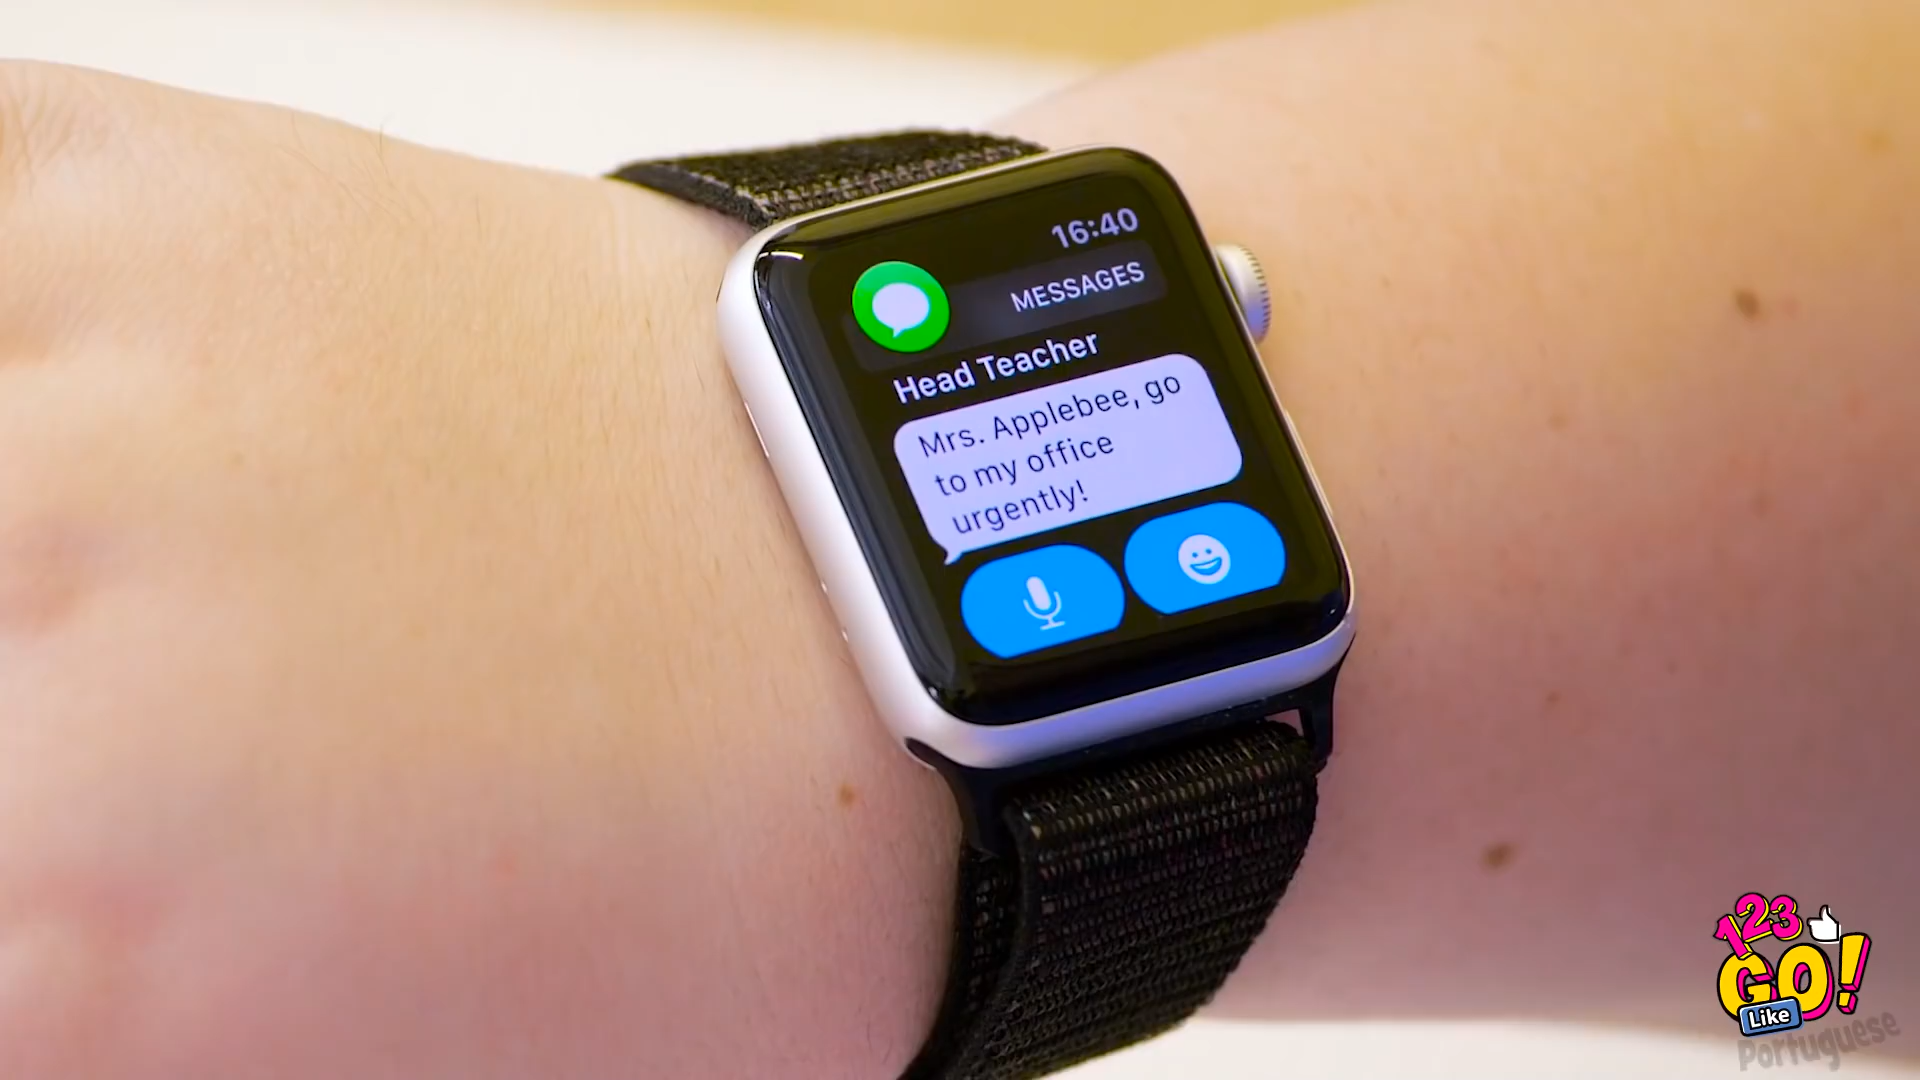 16:40
MESSAGES
Head Teacher
Mrs. Applebee, go
to my office
urgently!
123
GO!
Like
Portuguese